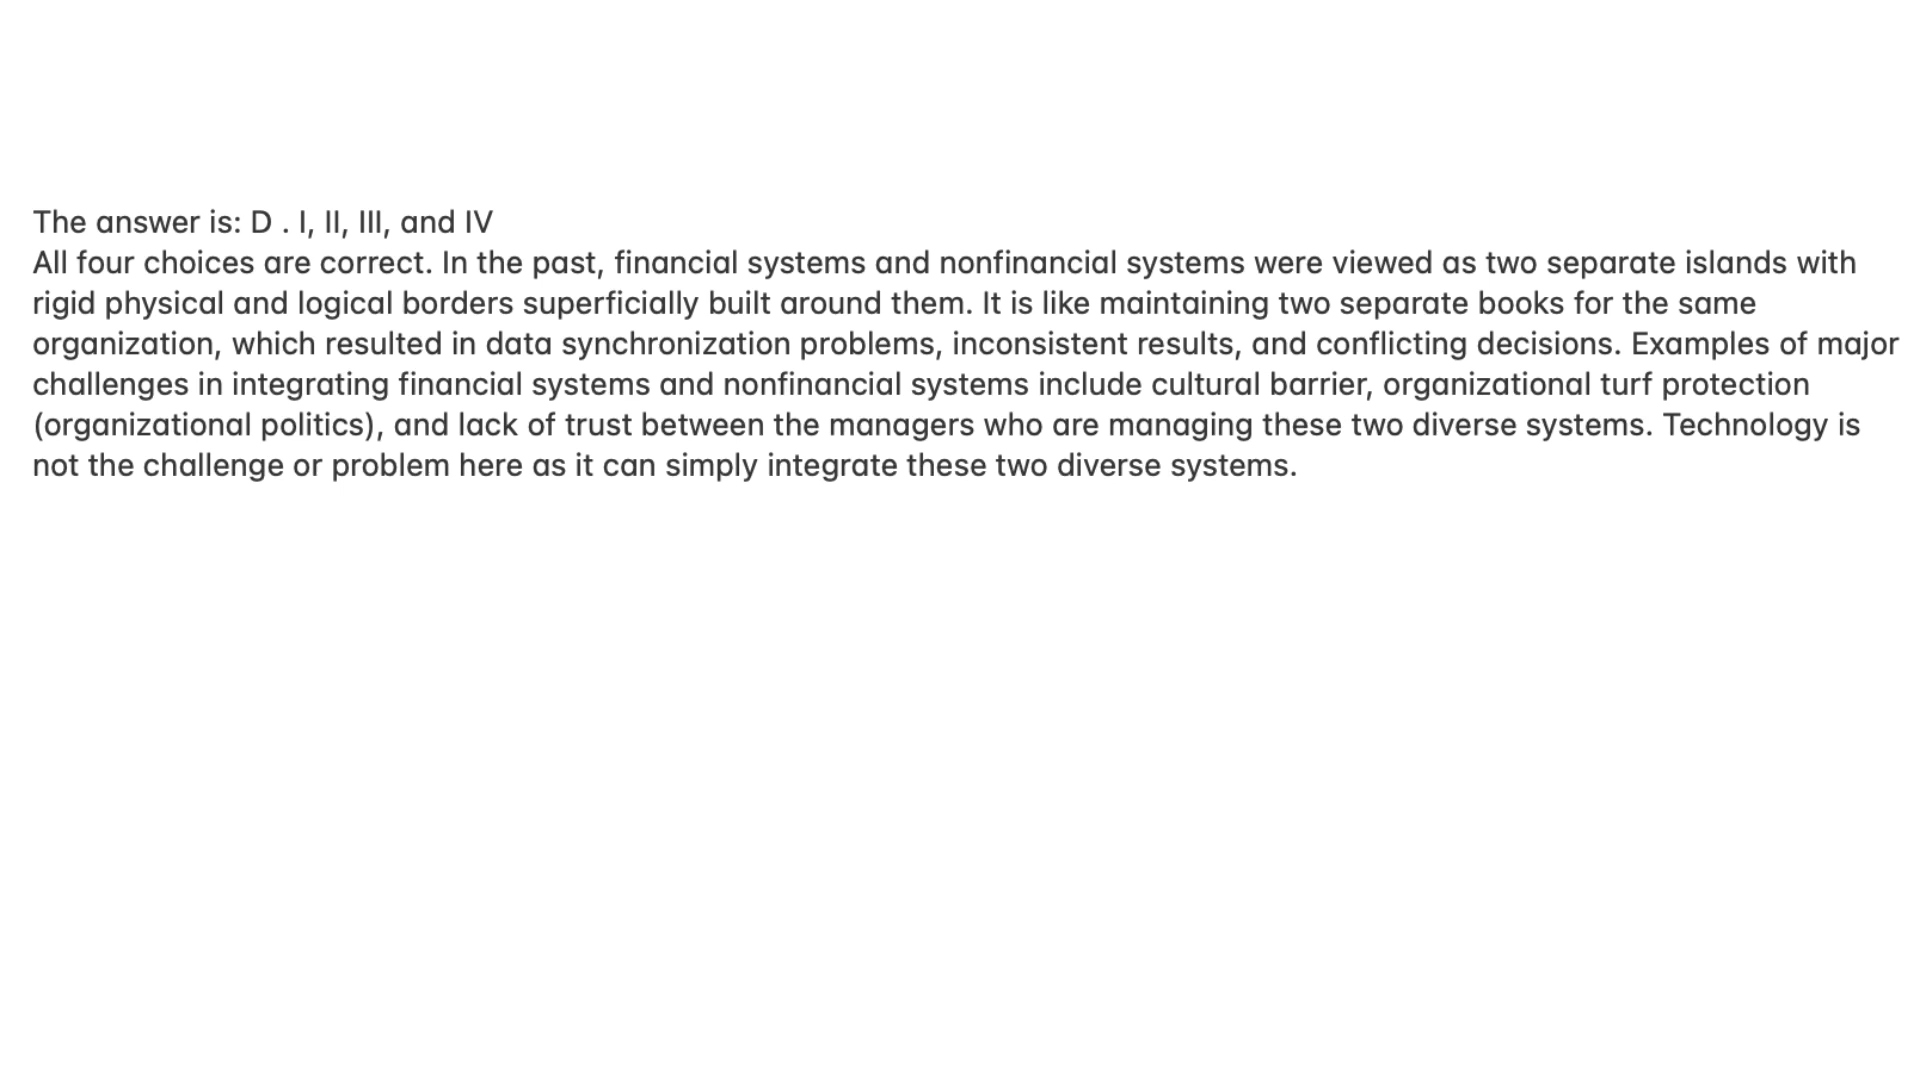 The answer is: D . I, II, III, and IV
All four choices are correct. In the past, financial systems and nonfinancial systems were viewed as two separate islands with
rigid physical and logical borders superficially built around them. It is like maintaining two separate books for the same
organization, which resulted in data synchronization problems, inconsistent results, and conflicting decisions. Examples of major
challenges in integrating financial systems and nonfinancial systems include cultural barrier, organizational turf protection
(organizational politics), and lack of trust between the managers who are managing these two diverse systems. Technology is
not the challenge or problem here as it can simply integrate these two diverse systems.